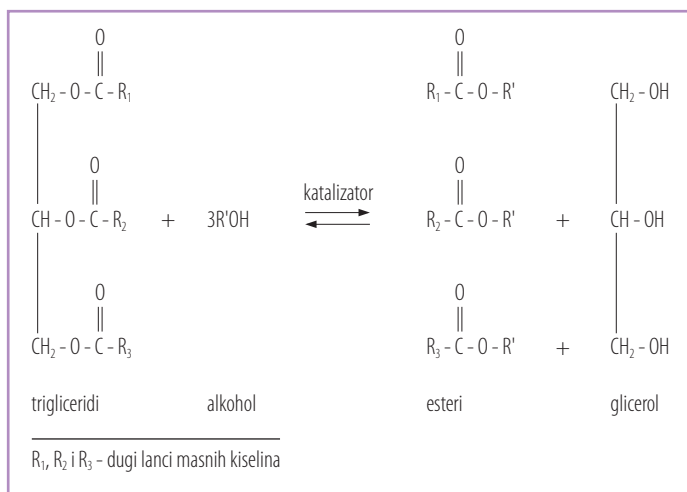 O O
|| ||
CH₂ - O - C - R₁ R₁ - C - O - R' CH₂ - OH
O O
|| || katalizator
CH - O - C - R₂ + 3R'OH R₂ - C - O - R' + CH - OH
O O
|| ||
CH₂ - O - C - R₃ R₃ - C - O - R' + CH₂ - OH
trigliceridi alkohol esteri glicerol
R₁, R₂ i R₃ - dugi lanci masnih kiselina